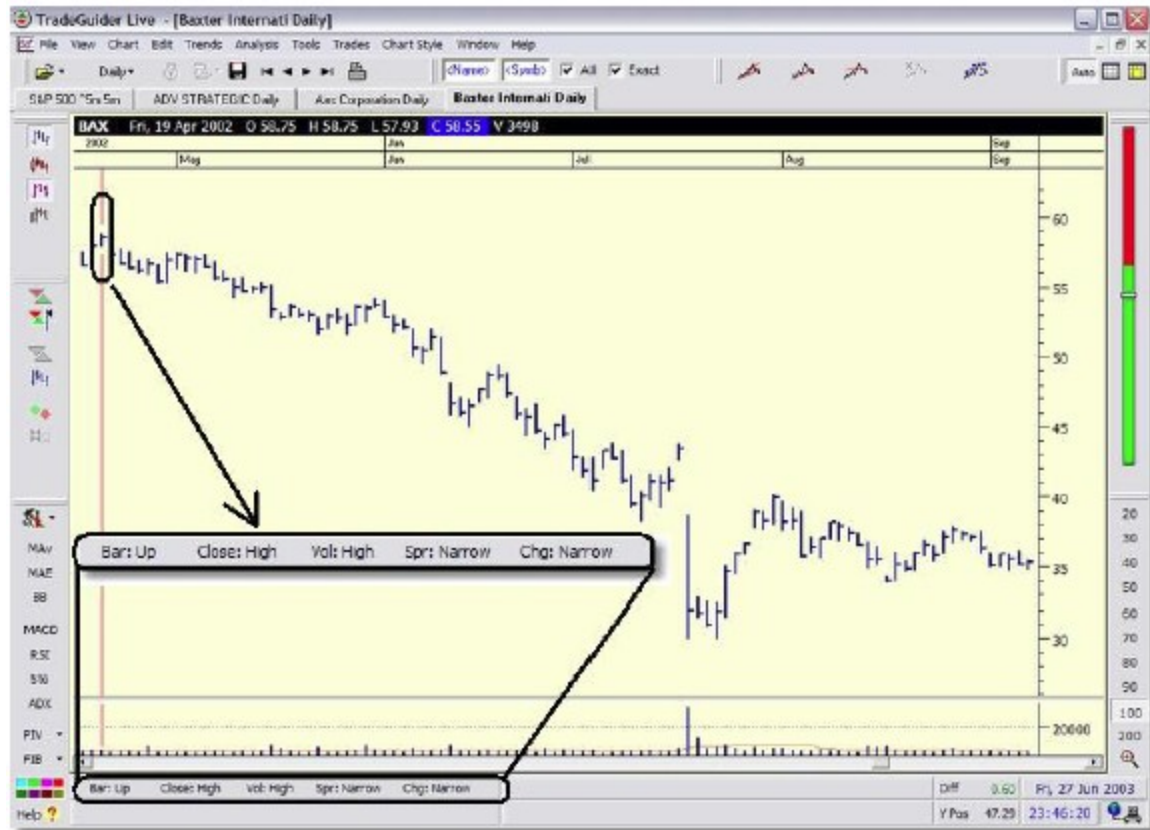 TradeGuider Live - [Baxter Internati Daily]
File View Chart Edit Trends Analysis Tools Trades Chart Style Window Help
Daily <Name> <Symb> All Exact Auto
S&P 500 ADV STRATEGIC Daily Corporation Daily Baxter Internati Daily
BAX Fri, 19 Apr 2002 O 58.75 H 58.75 L 57.93 C 58.55 V 3498
2002 Jun Sep
May Jun Jul Aug Sep
60
55
50
45
40
35
30
20000
Bar: Up Close: High Vol: High Spr: Narrow Chg: Narrow
MAv
MAE
BB
MACD
RSI
ADX
PIV
FIB
20
30
40
50
60
70
80
90
100
200
Bar: Up Close: High Vol: High Spr: Narrow Chg: Narrow
Diff 0.60 Fri, 27 Jun 2003
Help ? Y Pos 47.29 23:46:20